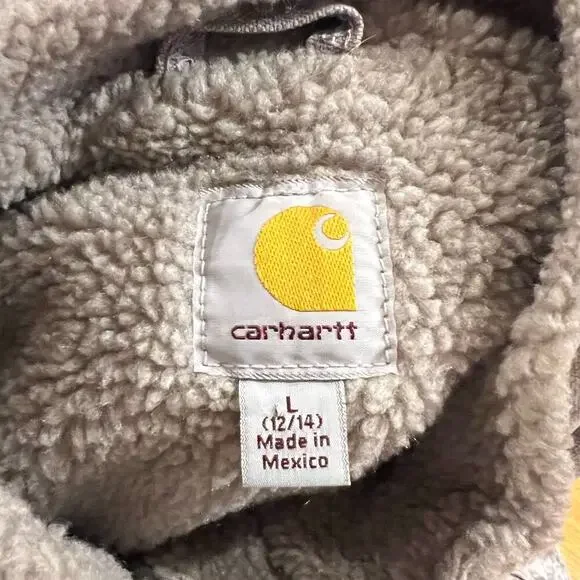 carhartt
L
(12/14)
Made in
Mexico